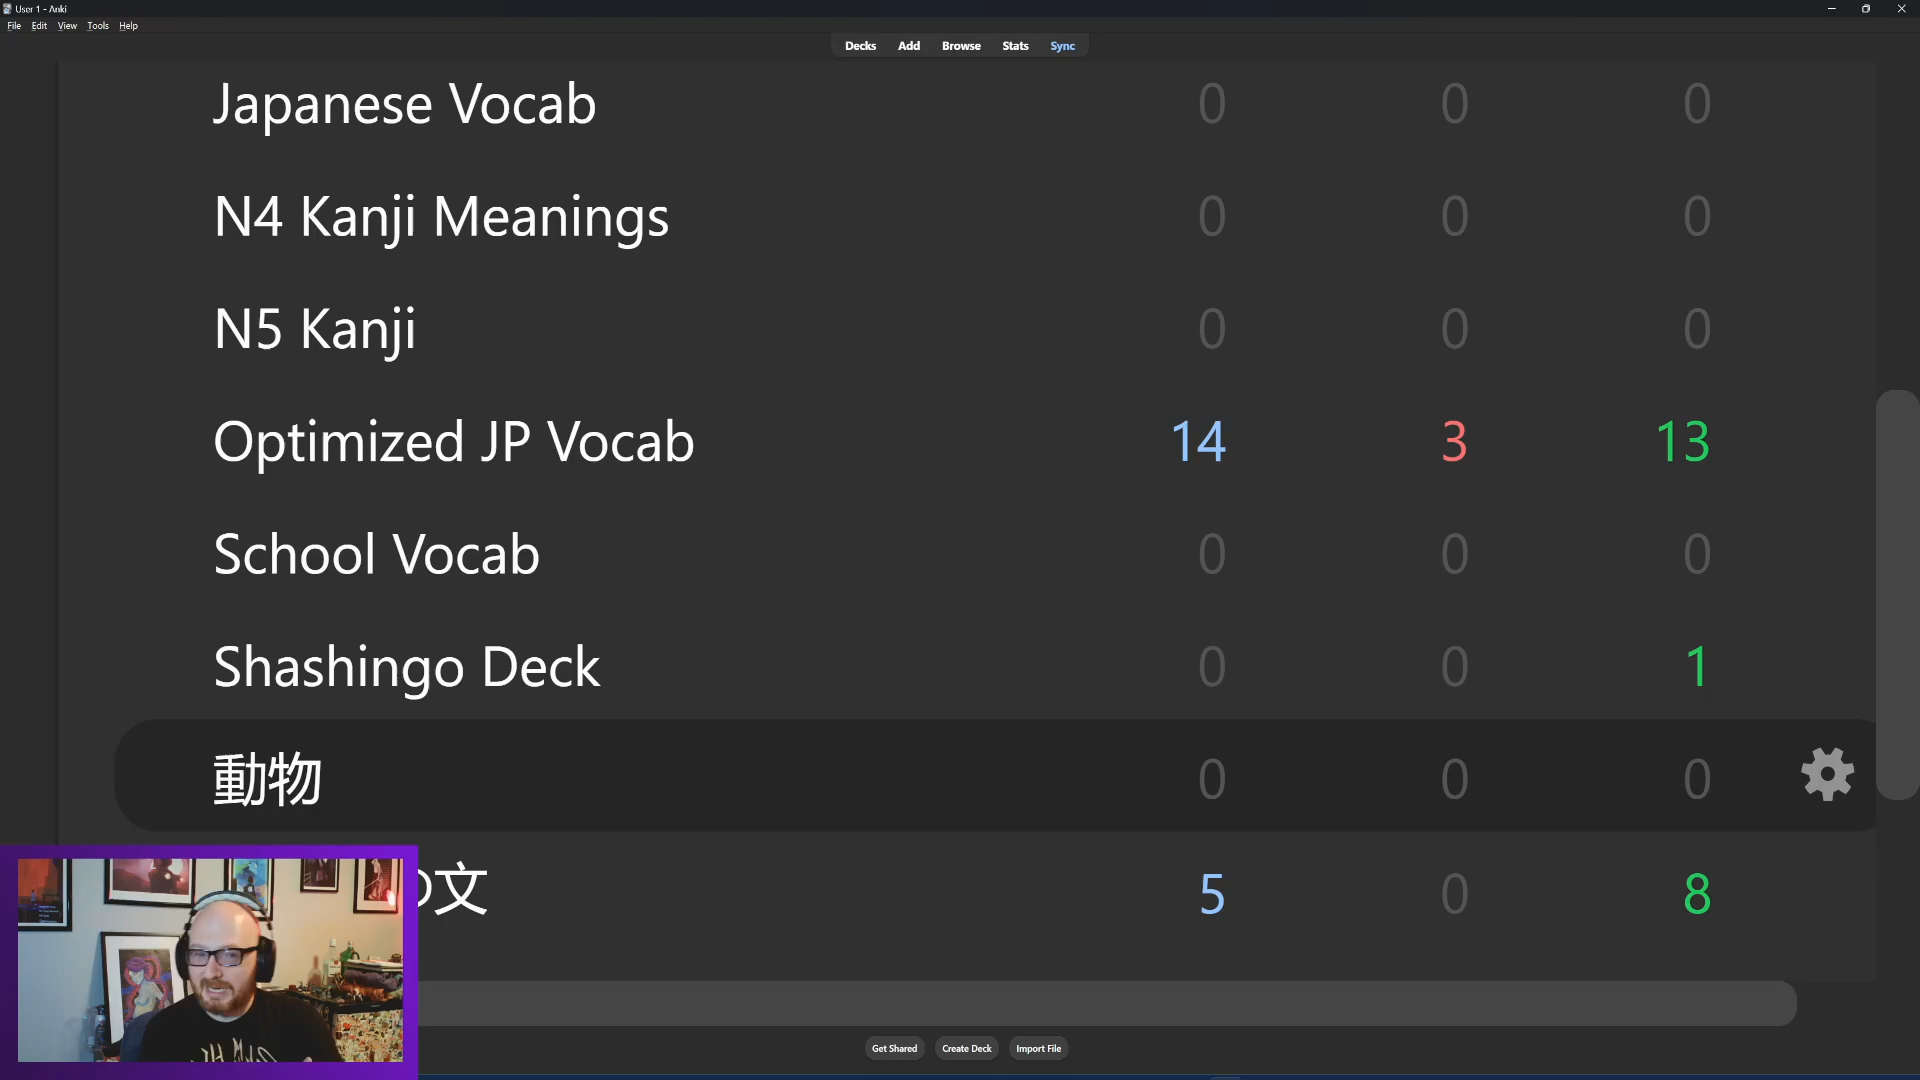 User 1 - Anki
File Edit View Tools Help
Decks Add Browse Stats Sync
Japanese Vocab 0 0 0
N4 Kanji Meanings 0 0 0
N5 Kanji 0 0 0
Optimized JP Vocab 14 3 13
School Vocab 0 0 0
Shashingo Deck 0 0 1
動物 0 0 0
の文 5 0 8
Get Shared Create Deck Import File